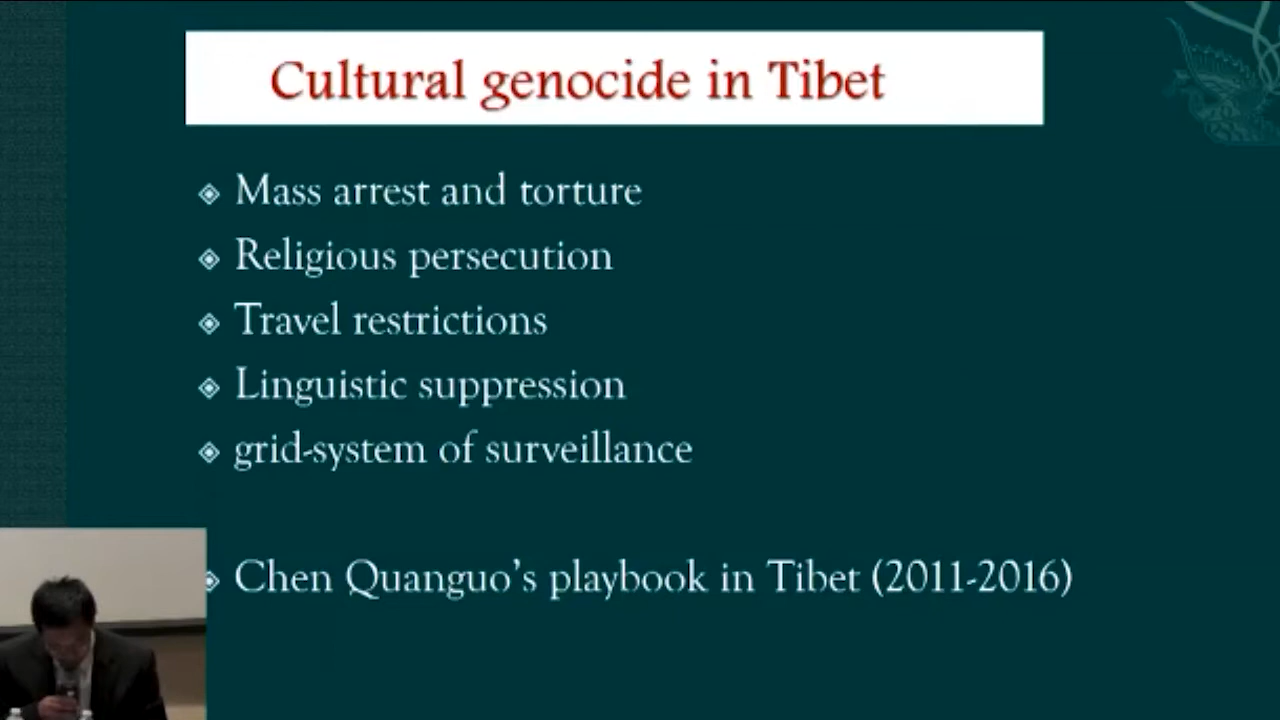 Cultural genocide in Tibet
Mass arrest and torture
Religious persecution
Travel restrictions
Linguistic suppression
grid-system of surveillance
Chen Quanguo's playbook in Tibet (2011-2016)